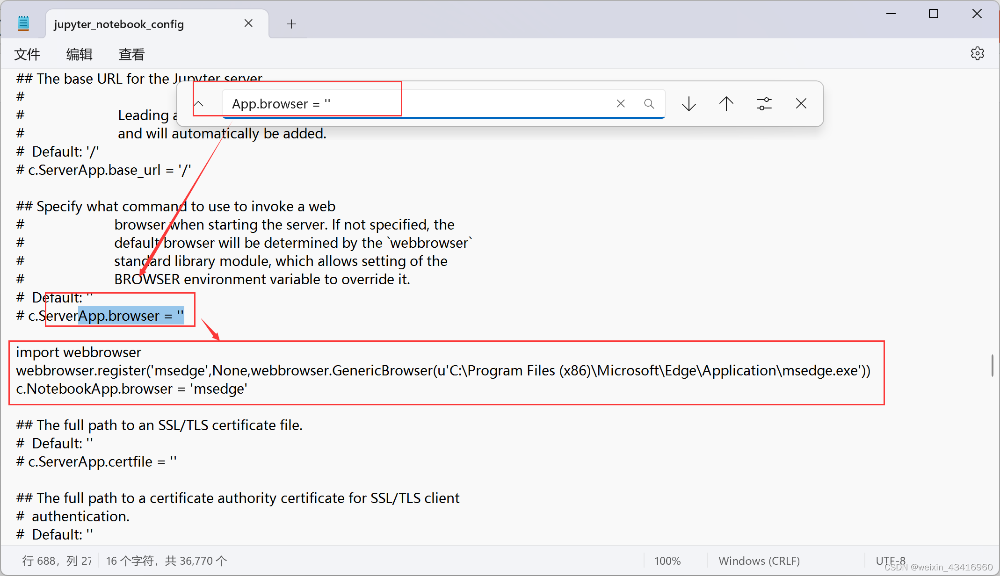 jupyter_notebook_config
文件 编辑 查看
## The base URL for the Jupyter server
App.browser = ''
#
# Leading
# and will automatically be added.
#  Default: '/'
# c.ServerApp.base_url = '/'
## Specify what command to use to invoke a web
# browser when starting the server. If not specified, the
# default browser will be determined by the `webbrowser`
# standard library module, which allows setting of the
# BROWSER environment variable to override it.
#  Default: ''
# c.ServerApp.browser = ''
import webbrowser
webbrowser.register('msedge',None,webbrowser.GenericBrowser(u'C:\Program Files (x86)\Microsoft\Edge\Application\msedge.exe'))
c.NotebookApp.browser = 'msedge'
## The full path to an SSL/TLS certificate file.
#  Default: ''
# c.ServerApp.certfile = ''
## The full path to a certificate authority certificate for SSL/TLS client
#  authentication.
#  Default: ''
行 688，列 27 16 个字符，共 36,770 个 100% Windows (CRLF) UTF-8
CSDN @weixin_43416960